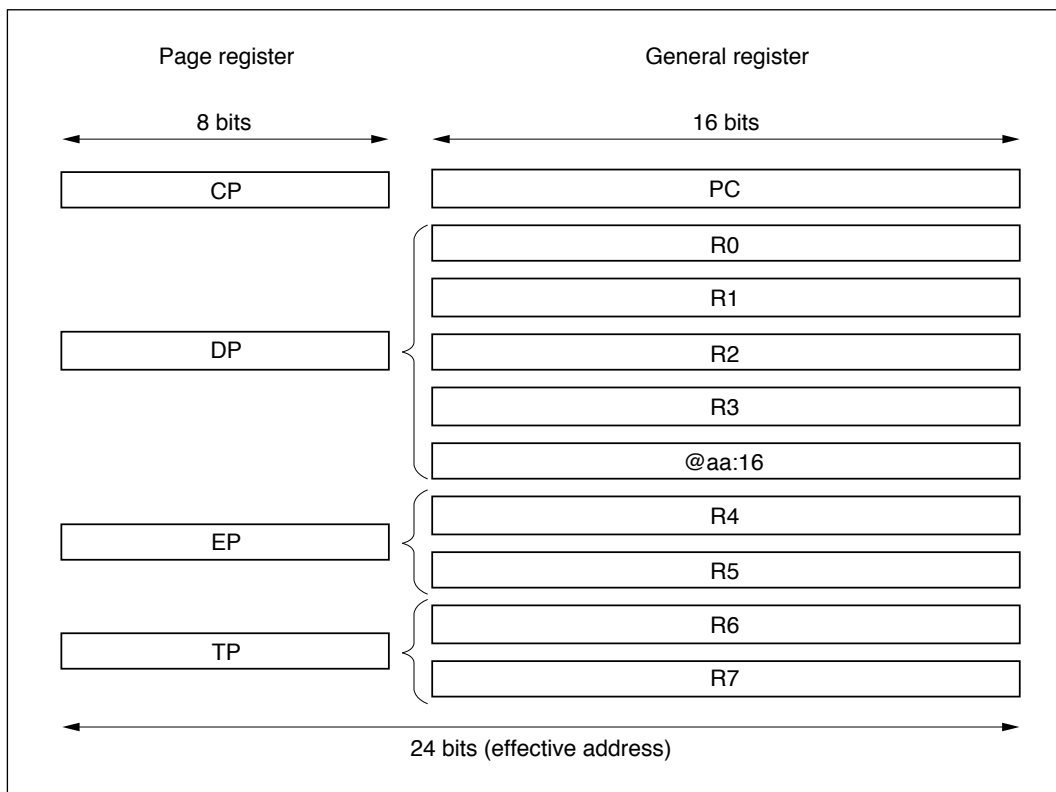 Page register General register
8 bits 16 bits
CP PC
R0
R1
DP R2
R3
@aa:16
R4
EP
R5
R6
TP
R7
24 bits (effective address)